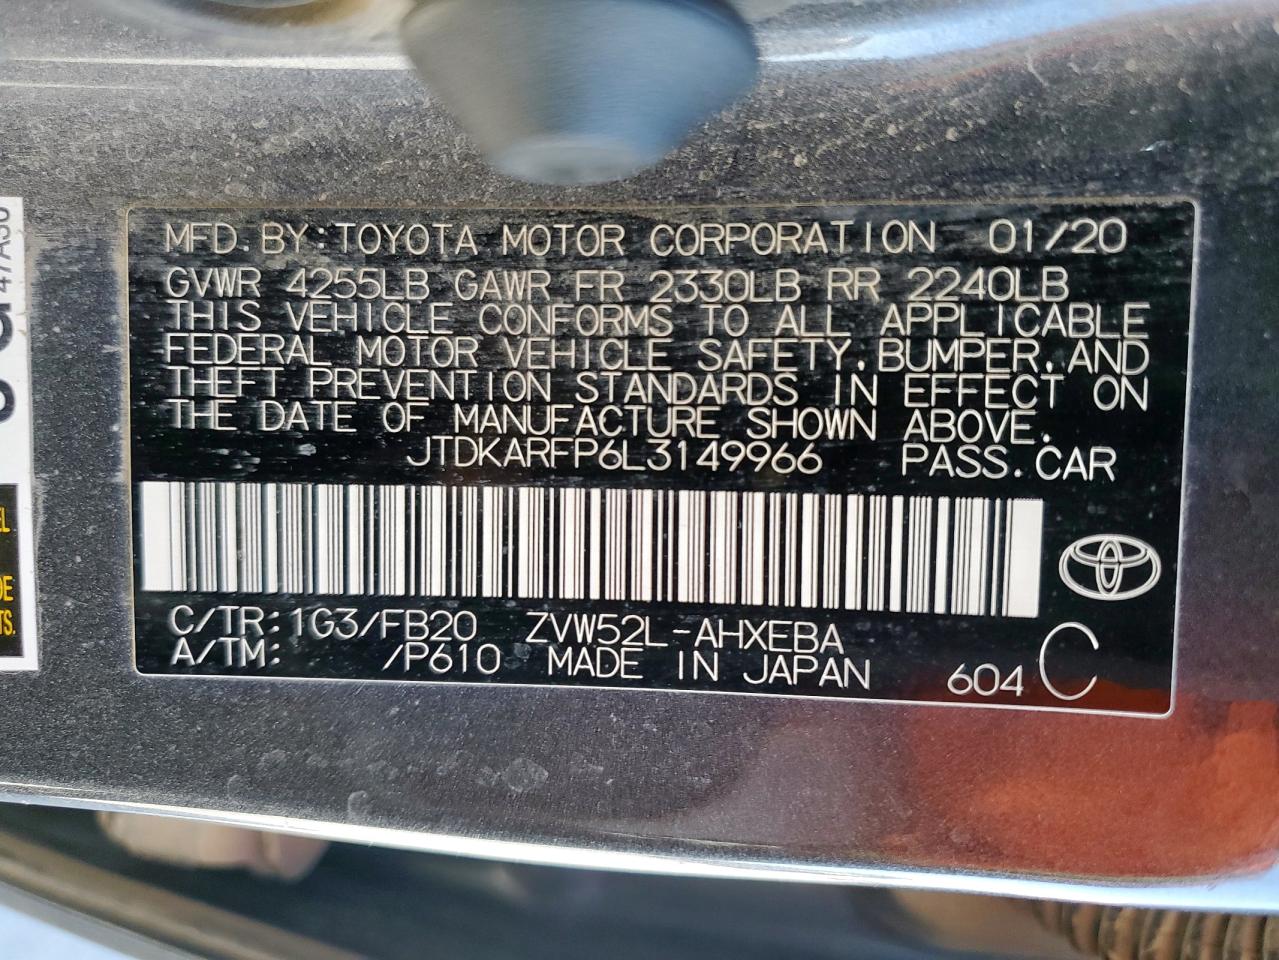 MFD. BY: TOYOTA MOTOR CORPORATION 01/20
GVWR 4255LB GAWR FR 2330LB RR 2240LB
THIS VEHICLE CONFORMS TO ALL APPLICABLE
FEDERAL MOTOR VEHICLE SAFETY, BUMPER, AND
THEFT PREVENTION STANDARDS IN EFFECT ON
THE DATE OF MANUFACTURE SHOWN ABOVE.
JTDKARFP6L3149966 PASS. CAR
C/TR: 1G3/FB20 ZVW52L-AHXEBA
A/TM: /P610 MADE IN JAPAN 604 C